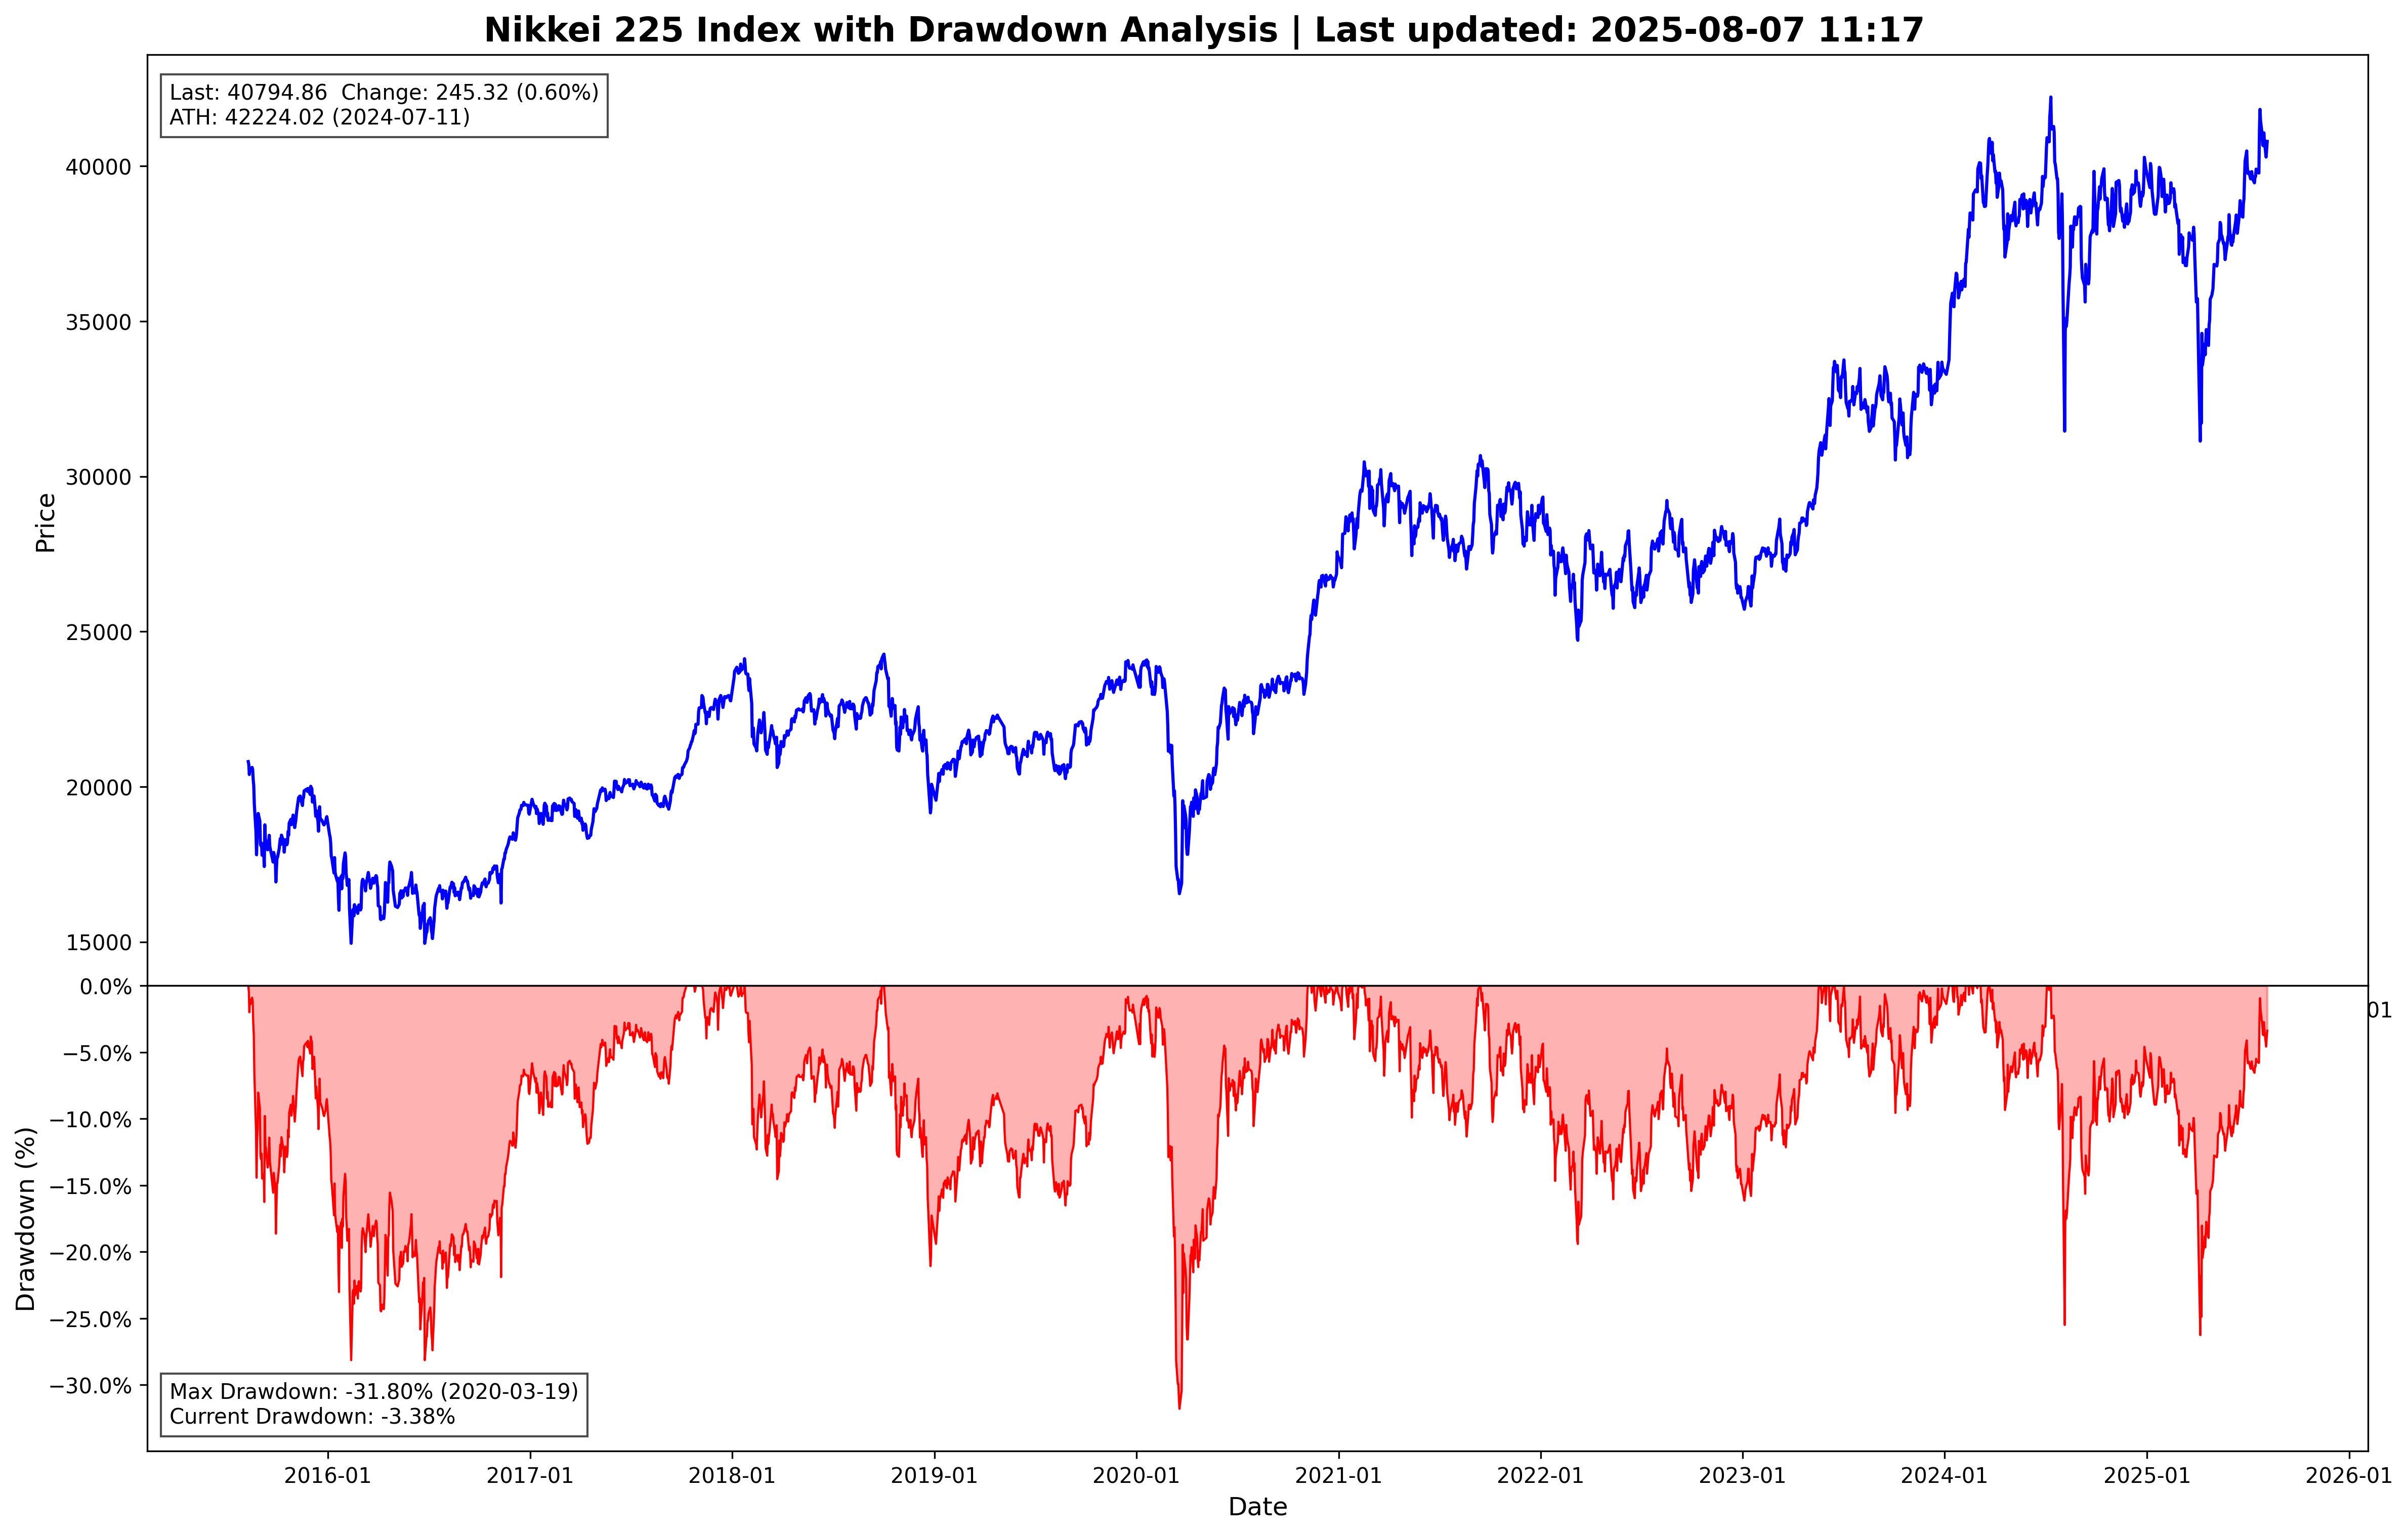 Nikkei 225 Index with Drawdown Analysis | Last updated: 2025-08-07 11:17
Last: 40794.86  Change: 245.32 (0.60%)
ATH: 42224.02 (2024-07-11)
Price
40000
35000
30000
25000
20000
15000
01
Drawdown (%)
0.0%
−5.0%
−10.0%
−15.0%
−20.0%
−25.0%
−30.0%
Max Drawdown: -31.80% (2020-03-19)
Current Drawdown: -3.38%
2016-01 2017-01 2018-01 2019-01 2020-01 2021-01 2022-01 2023-01 2024-01 2025-01 2026-01
Date